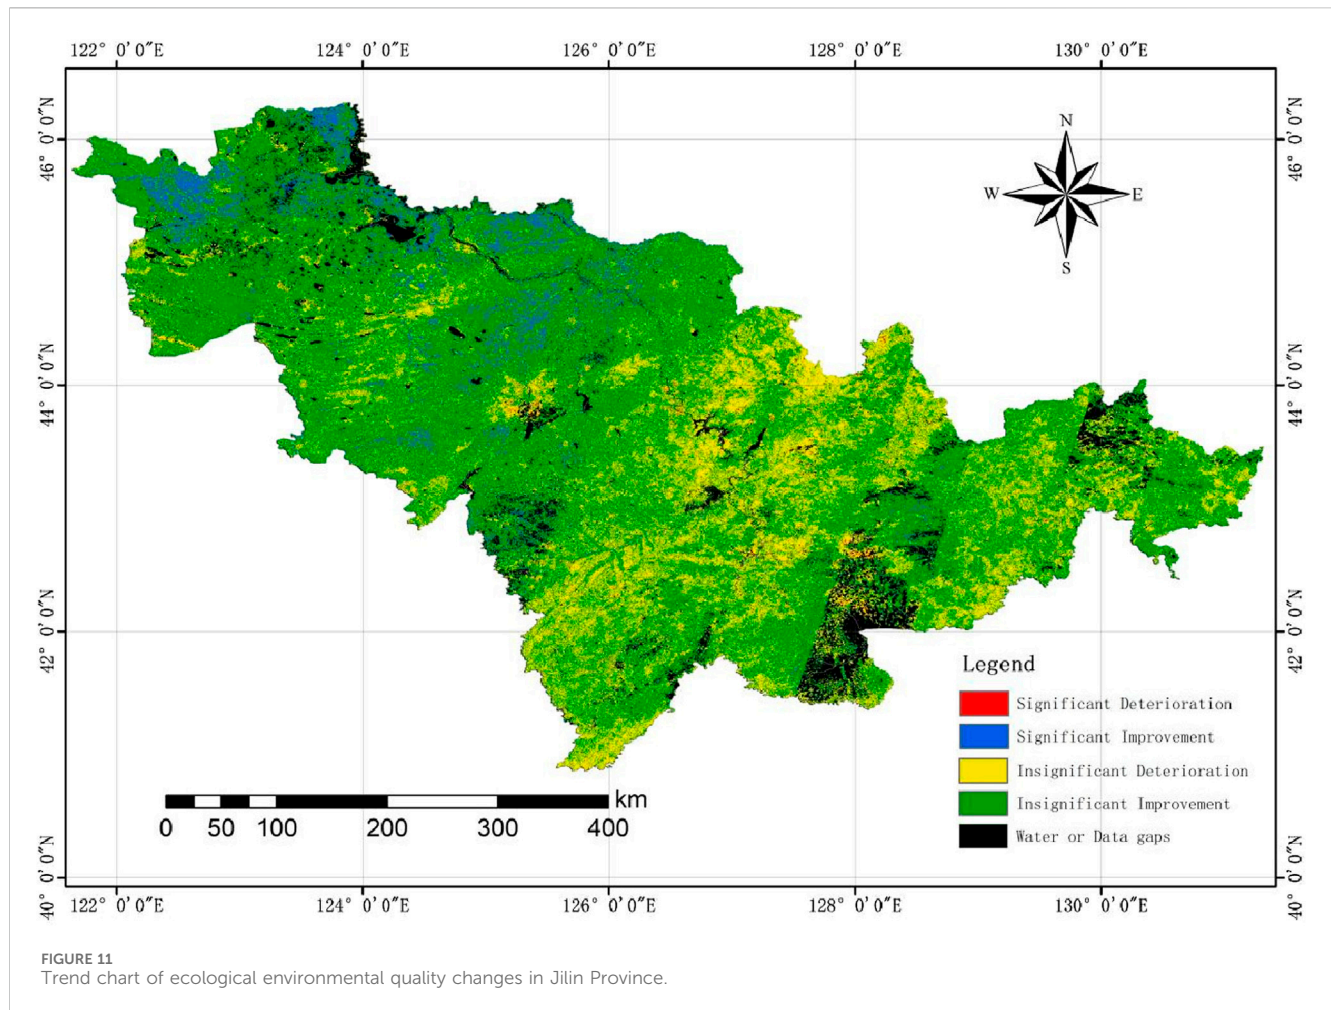 122° 0′0″E 124° 0′0″E 126° 0′0″E 128° 0′0″E 130° 0′0″E
46° 0′0″N
46° 0′0″N
N
W E
S
44° 0′0″N
44° 0′0″N
42° 0′0″N
42° 0′0″N
Legend
Significant Deterioration
Significant Improvement
Insignificant Deterioration
Insignificant Improvement
Water or Data gaps
km
0 50 100 200 300 400
40° 0′0″N
40° 0′0″N
122° 0′0″E 124° 0′0″E 126° 0′0″E 128° 0′0″E 130° 0′0″E
FIGURE 11
Trend chart of ecological environmental quality changes in Jilin Province.